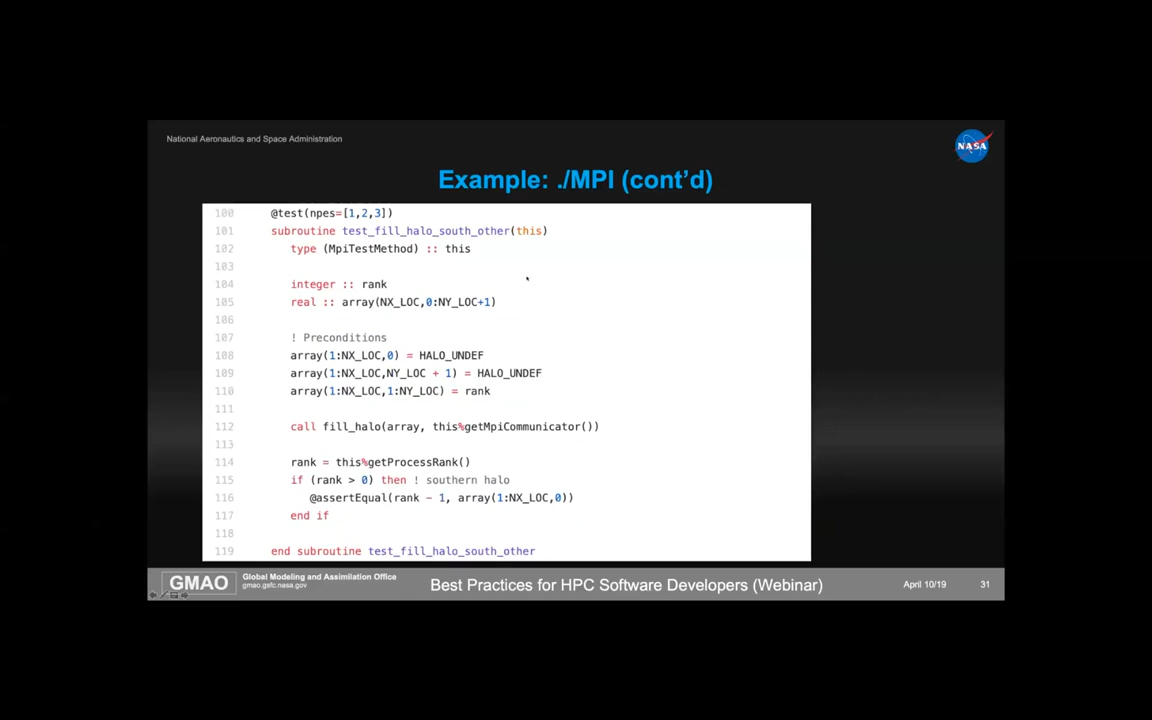 National Aeronautics and Space Administration
NASA
Example: ./MPI (cont'd)
100 @test(npes=[1,2,3])
101 subroutine test_fill_halo_south_other(this)
102 type (MpiTestMethod) :: this
103
104 integer :: rank
105 real :: array(NX_LOC,0:NY_LOC+1)
106
107 ! Preconditions
108 array(1:NX_LOC,0) = HALO_UNDEF
109 array(1:NX_LOC,NY_LOC + 1) = HALO_UNDEF
110 array(1:NX_LOC,1:NY_LOC) = rank
111
112 call fill_halo(array, this%getMpiCommunicator())
113
114 rank = this%getProcessRank()
115 if (rank > 0) then ! southern halo
116 @assertEqual(rank - 1, array(1:NX_LOC,0))
117 end if
118
119 end subroutine test_fill_halo_south_other
GMAO
Global Modeling and Assimilation Office
gmao.gsfc.nasa.gov
Best Practices for HPC Software Developers (Webinar)
April 10/19
31